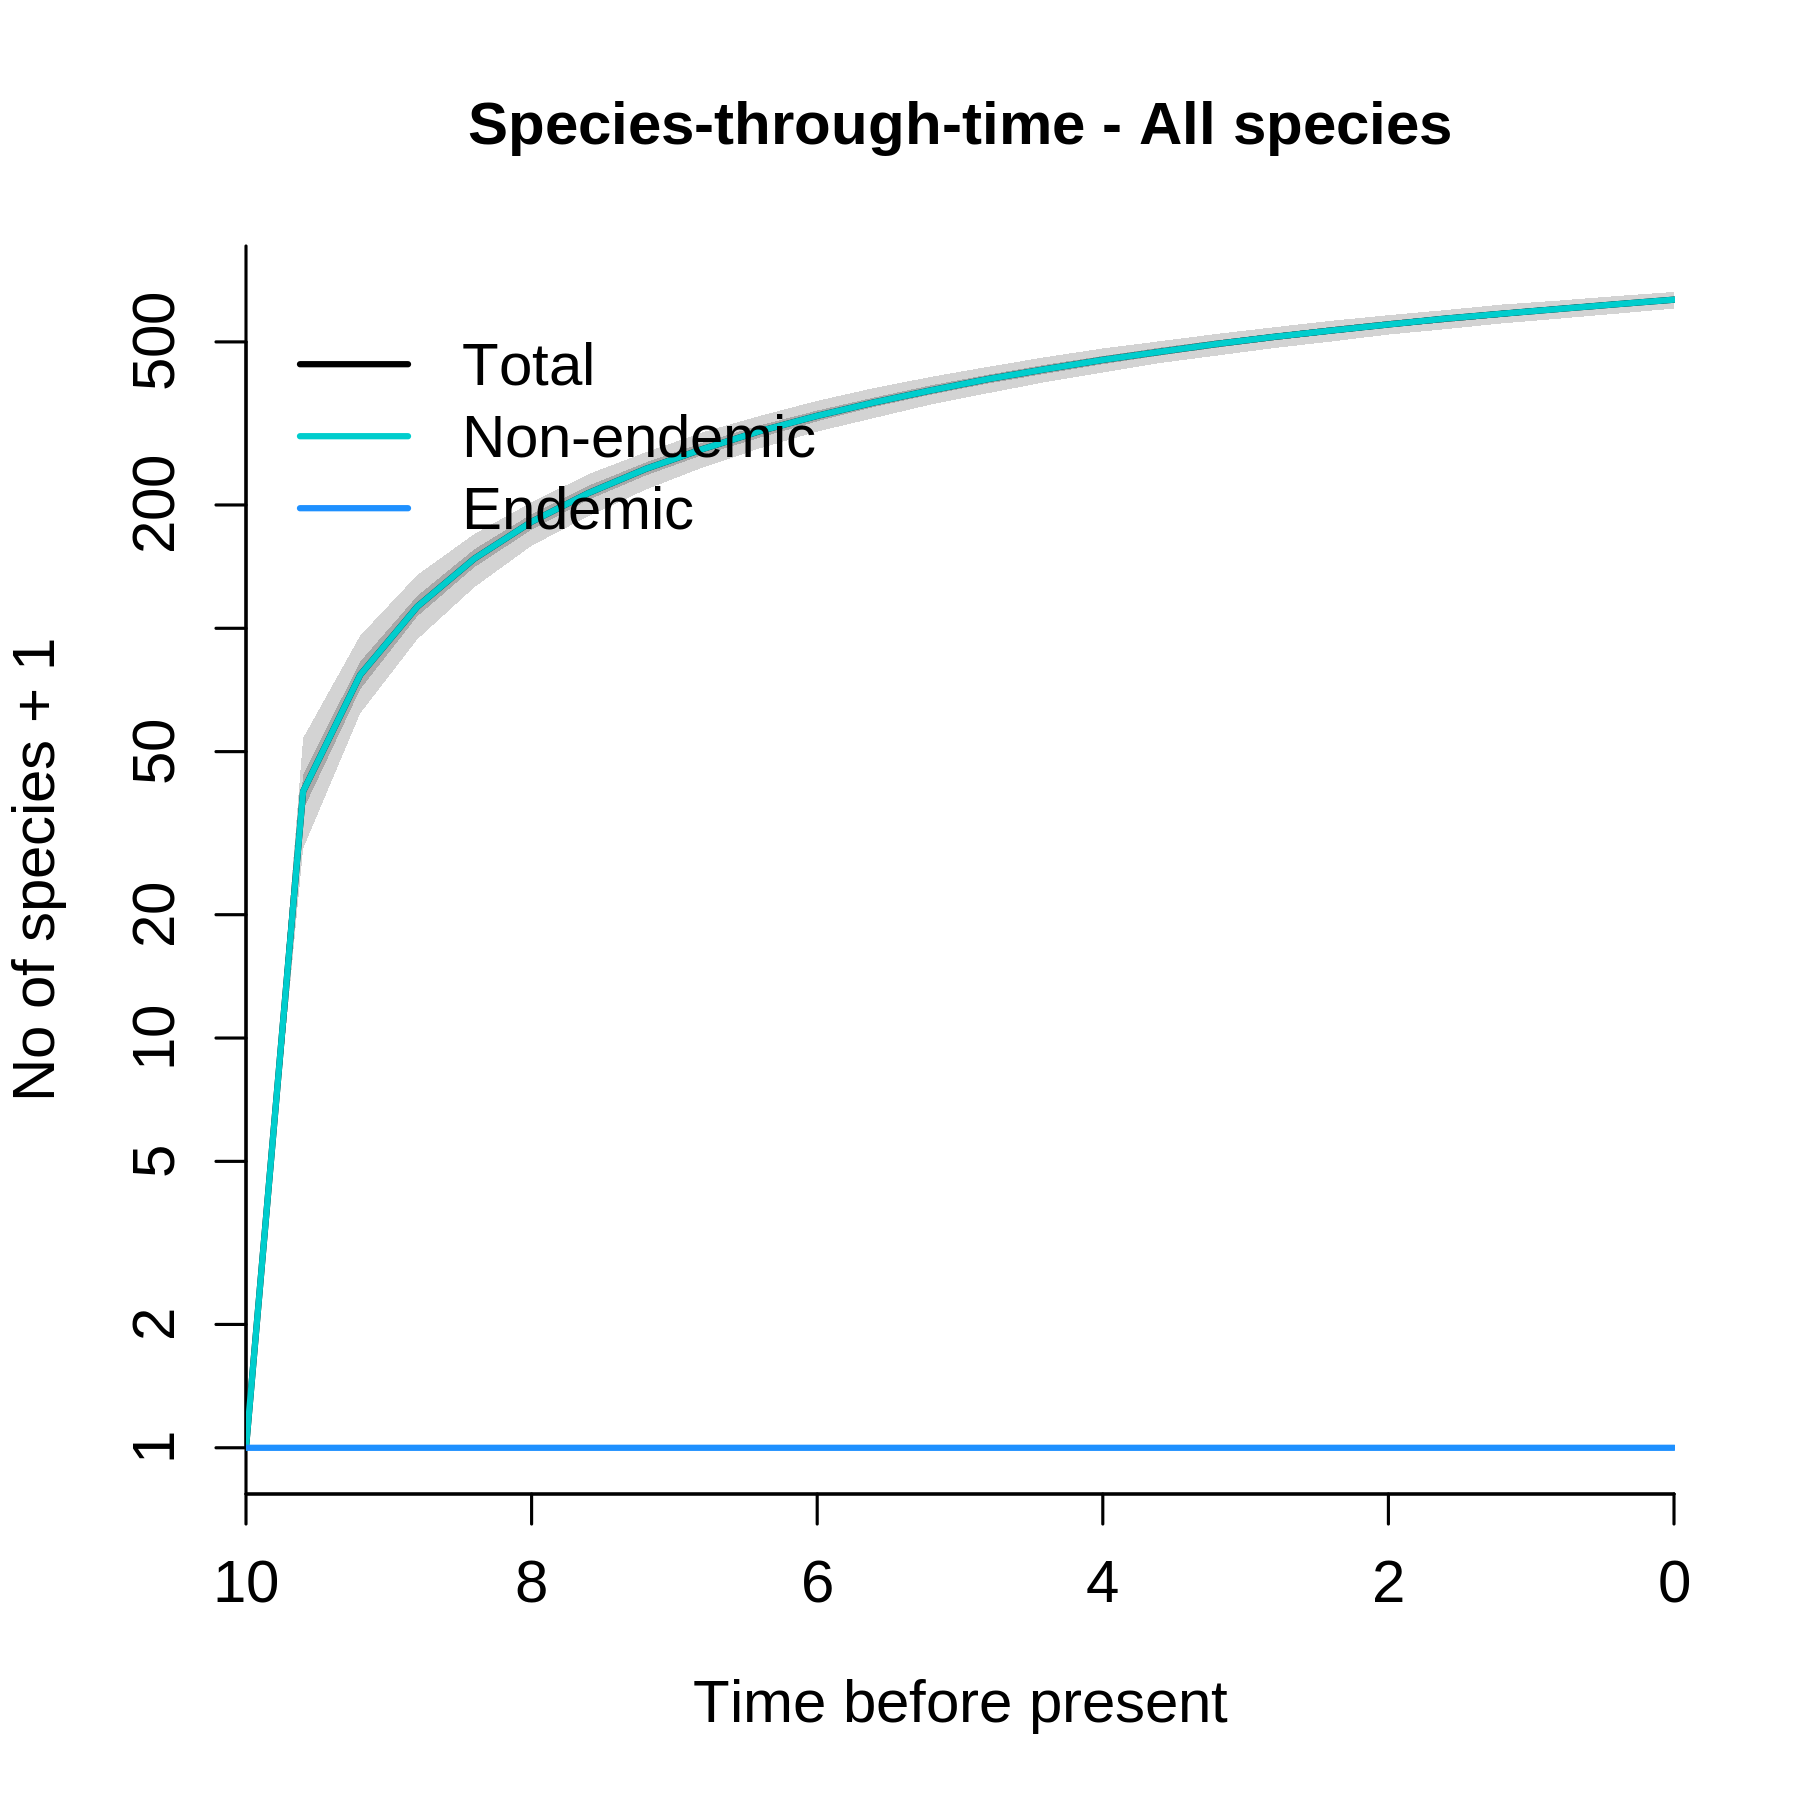 Species-through-time - All species
No of species + 1
500
200
50
20
10
5
2
1
Total
Non-endemic
Endemic
10 8 6 4 2 0
Time before present